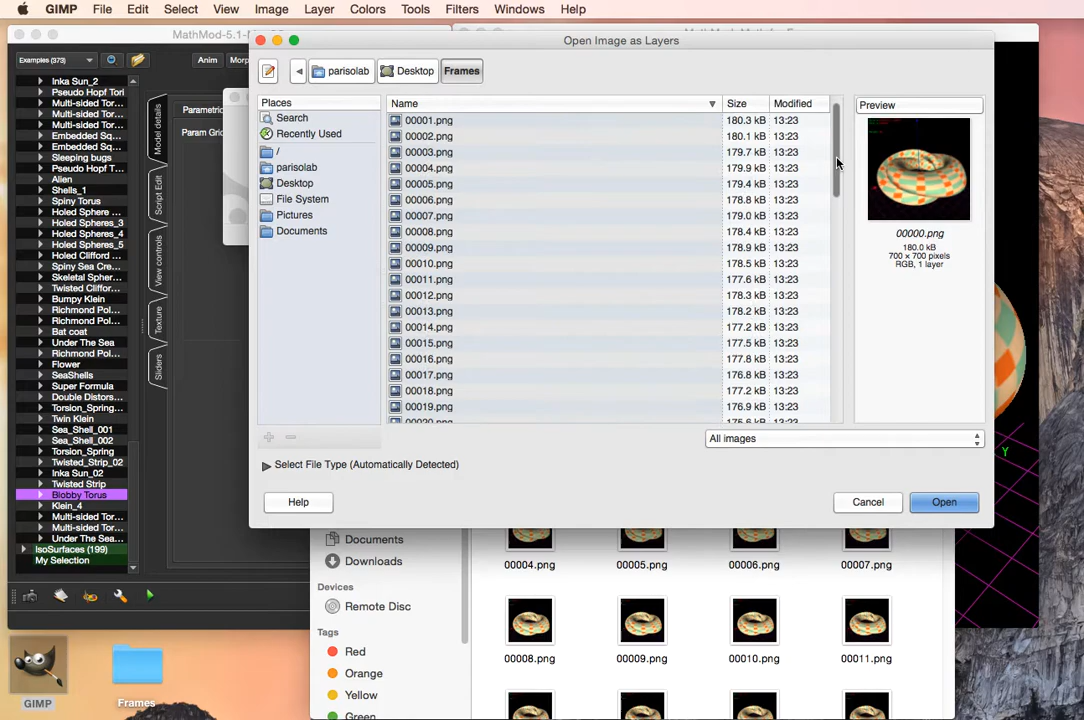 GIMP File Edit Select View Image Layer Colors Tools Filters Windows Help
MathMod-5.1-M
Open Image as Layers
Examples (373)
Anim
Morp
parisolab
Desktop
Frames
Inka Sun_2
Pseudo Hopf Tori
Multi-sided Tor...
Multi-sided Tor...
Multi-sided Tor...
Embedded Sq...
Embedded Sq...
Sleeping bugs
Pseudo Hopf T...
Alien
Shells_1
Spiny Torus
Holed Sphere ...
Holed Spheres_3
Holed Spheres_4
Holed Spheres_5
Holed Clifford ...
Spiny Sea Cre...
Skeletal Spher...
Twisted Cliffor...
Bumpy Klein
Richmond Pol...
Richmond Pol...
Bat coat
Under The Sea
Richmond Pol...
Flower
SeaShells
Super Formula
Double Distors...
Torsion_Spring...
Twin Klein
Sea_Shell_001
Sea_Shell_002
Torsion_Spring
Twisted_Strip_02
Inka Sun_02
Twisted Strip
Blobby Torus
Klein_4
Multi-sided Tor...
Multi-sided Tor...
Under The Sea...
IsoSurfaces (199)
My Selection
Model details
Script Edit
View controls
Texture
Sliders
Parametric
Param Grid
Places
Search
Recently Used
/
parisolab
Desktop
File System
Pictures
Documents
Name Size Modified
00001.png 180.3 kB 13:23
00002.png 180.1 kB 13:23
00003.png 179.7 kB 13:23
00004.png 179.9 kB 13:23
00005.png 179.4 kB 13:23
00006.png 178.8 kB 13:23
00007.png 179.0 kB 13:23
00008.png 178.4 kB 13:23
00009.png 178.9 kB 13:23
00010.png 178.5 kB 13:23
00011.png 177.6 kB 13:23
00012.png 178.3 kB 13:23
00013.png 178.2 kB 13:23
00014.png 177.2 kB 13:23
00015.png 177.5 kB 13:23
00016.png 177.8 kB 13:23
00017.png 176.8 kB 13:23
00018.png 177.2 kB 13:23
00019.png 176.9 kB 13:23
Preview
00000.png
180.0 kB
700 x 700 pixels
RGB, 1 layer
All images
Select File Type (Automatically Detected)
Help
Cancel
Open
Y
Documents
Downloads
Devices
Remote Disc
Tags
Red
Orange
Yellow
Green
00004.png 00005.png 00006.png 00007.png
00008.png 00009.png 00010.png 00011.png
GIMP
Frames